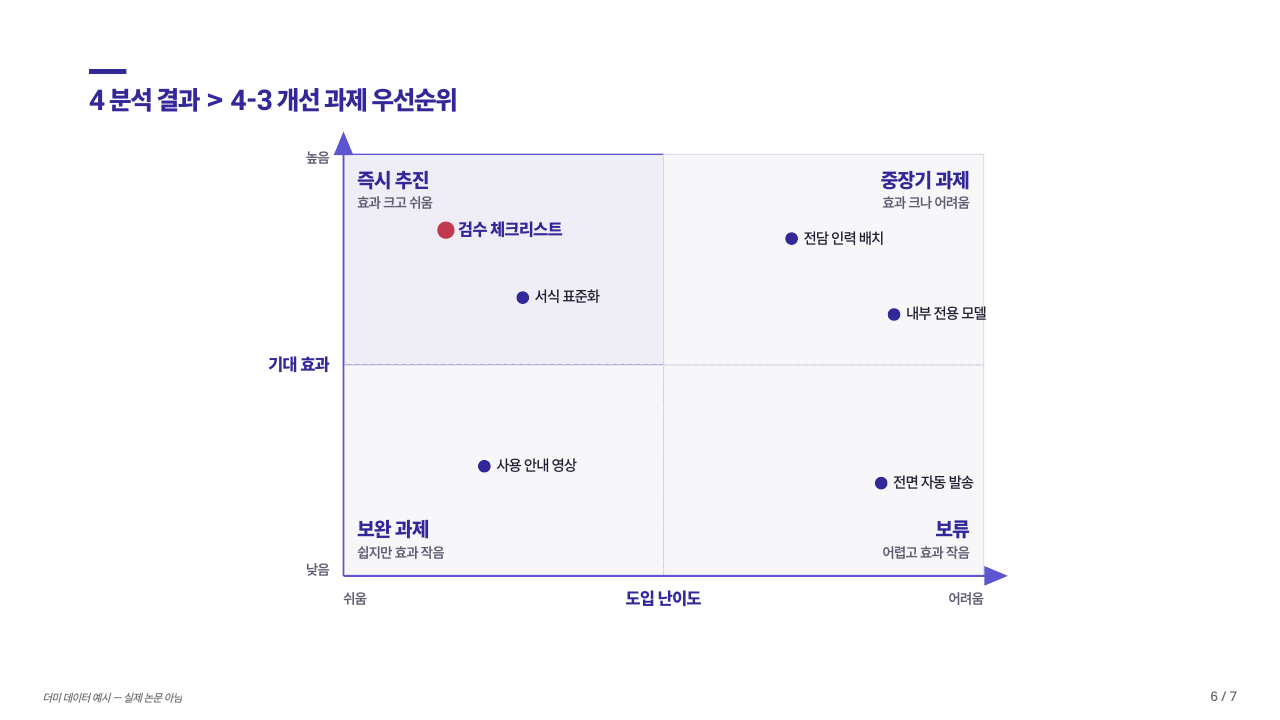 4 분석 결과 > 4-3 개선 과제 우선순위
높음
즉시 추진
효과 크고 쉬움
중장기 과제
효과 크나 어려움
검수 체크리스트
전담 인력 배치
서식 표준화
내부 전용 모델
기대 효과
사용 안내 영상
전면 자동 발송
보완 과제
쉽지만 효과 작음
보류
어렵고 효과 작음
낮음
쉬움
도입 난이도
어려움
더미 데이터 예시 — 실제 논문 아님
6 / 7